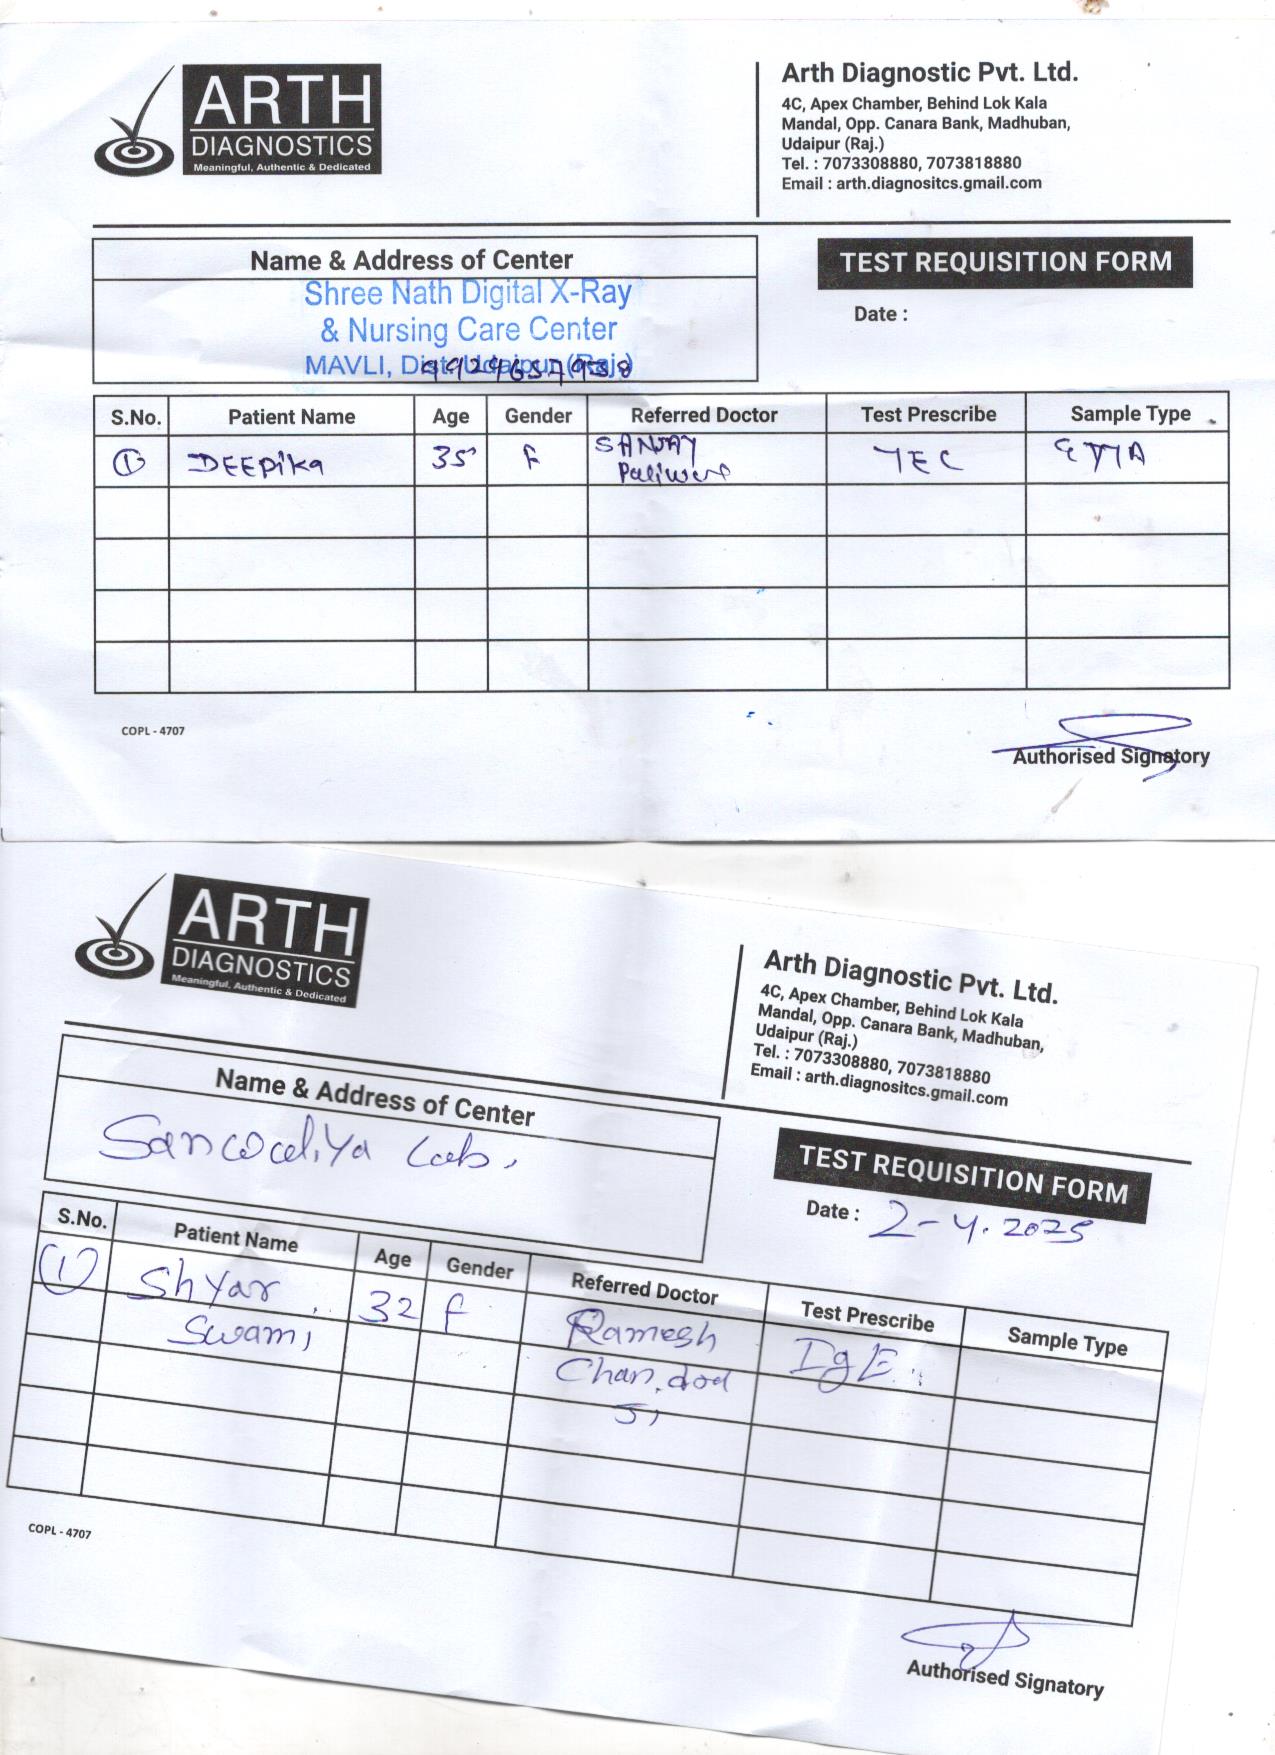 ARTH
DIAGNOSTICS
Meaningful, Authentic & Dedicated
Arth Diagnostic Pvt. Ltd.
4C, Apex Chamber, Behind Lok Kala
Mandal, Opp. Canara Bank, Madhuban,
Udaipur (Raj.)
Tel. : 7073308880, 7073818880
Email : arth.diagnositcs.gmail.com
Name & Address of Center
TEST REQUISITION FORM
Shree Nath Digital X-Ray
& Nursing Care Center
MAVLI, Dist. Udaipur (Raj.)
Date :
S.No. Patient Name Age Gender Referred Doctor Test Prescribe Sample Type
1 DEEPika 35 F SANJAY
TEC
COPL - 4707
Authorised Signatory
ARTH
DIAGNOSTICS
Meaningful, Authentic & Dedicated
Arth Diagnostic Pvt. Ltd.
4C, Apex Chamber, Behind Lok Kala
Mandal, Opp. Canara Bank, Madhuban,
Udaipur (Raj.)
Tel. : 7073308880, 7073818880
Email : arth.diagnositcs.gmail.com
Name & Address of Center
Sanwaliya Lab.
TEST REQUISITION FORM
Date : 2-4.2025
S.No. Patient Name Age Gender Referred Doctor Test Prescribe Sample Type
1 Shyar 32 F Ramesh IgE
Swami
COPL - 4707
Authorised Signatory